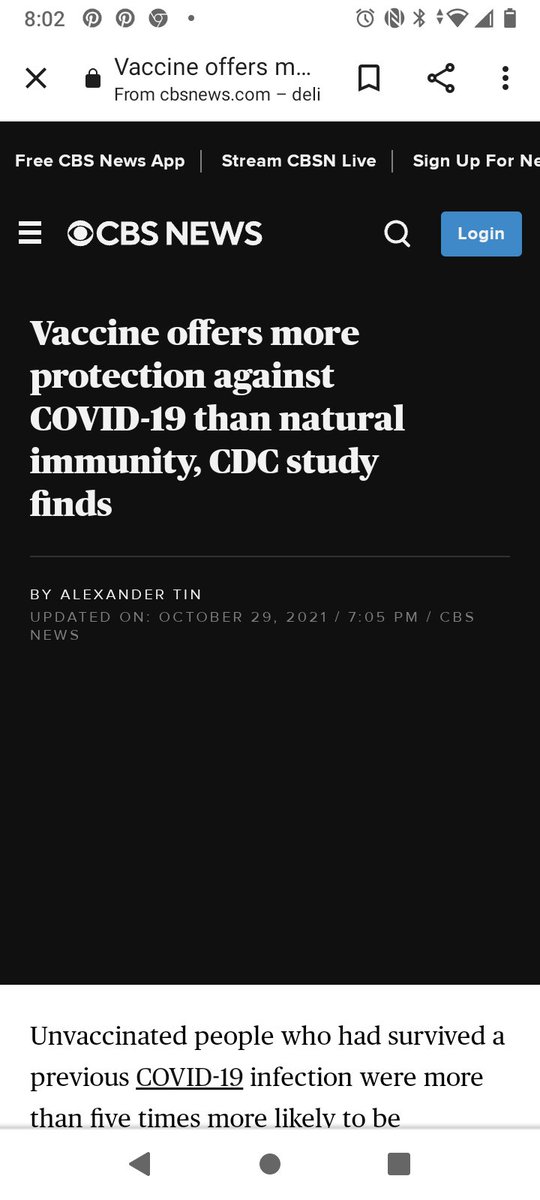 8:02
Vaccine offers m...
From cbsnews.com – deli
Free CBS News App | Stream CBSN Live | Sign Up For Ne
CBS NEWS
Login
Vaccine offers more
protection against
COVID-19 than natural
immunity, CDC study
finds
BY ALEXANDER TIN
UPDATED ON: OCTOBER 29, 2021 / 7:05 PM / CBS
NEWS
Unvaccinated people who had survived a
previous COVID-19 infection were more
than five times more likely to be